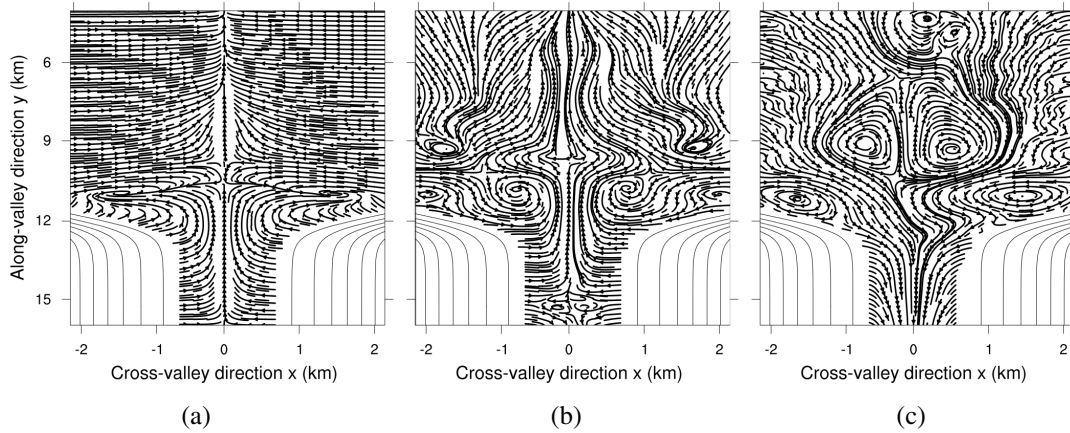 Along-valley direction y (km)
6
9
12
15
-2 -1 0 1 2
-2 -1 0 1 2
-2 -1 0 1 2
Cross-valley direction x (km)
Cross-valley direction x (km)
Cross-valley direction x (km)
(a)
(b)
(c)